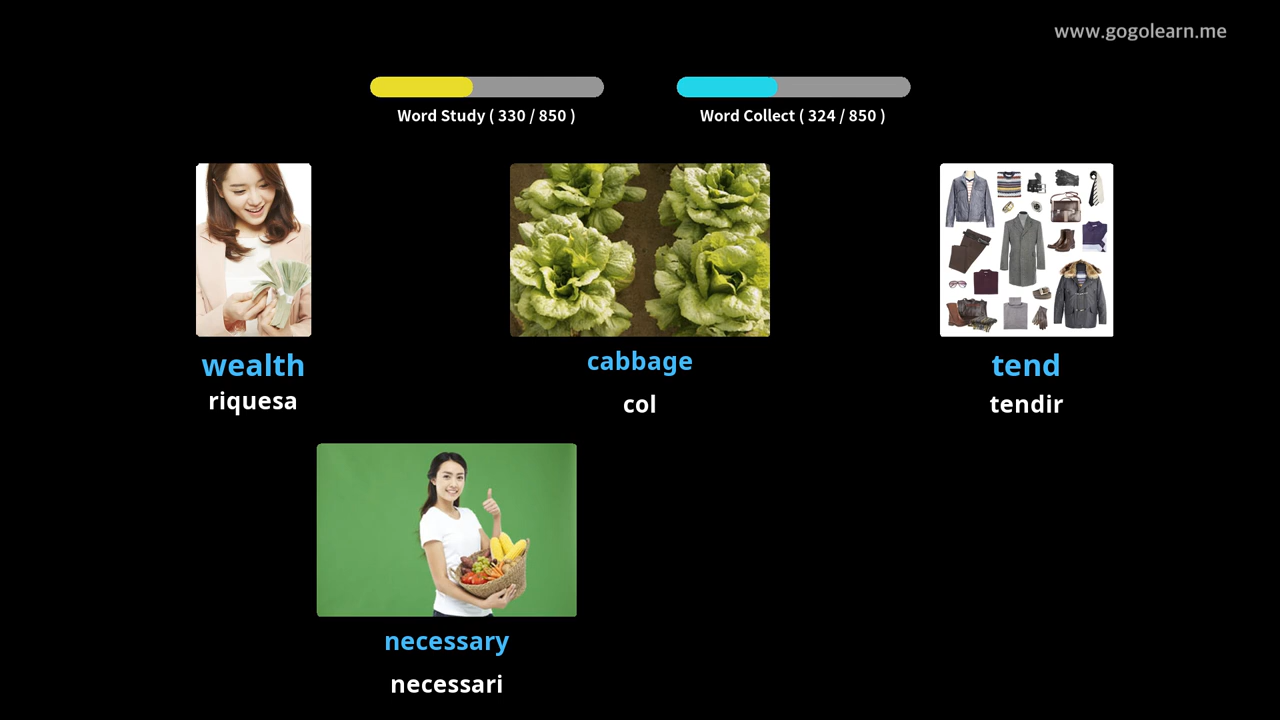 www.gogolearn.me
Word Study ( 330 / 850 )
Word Collect ( 324 / 850 )
wealth
riquesa
cabbage
col
tend
tendir
necessary
necessari